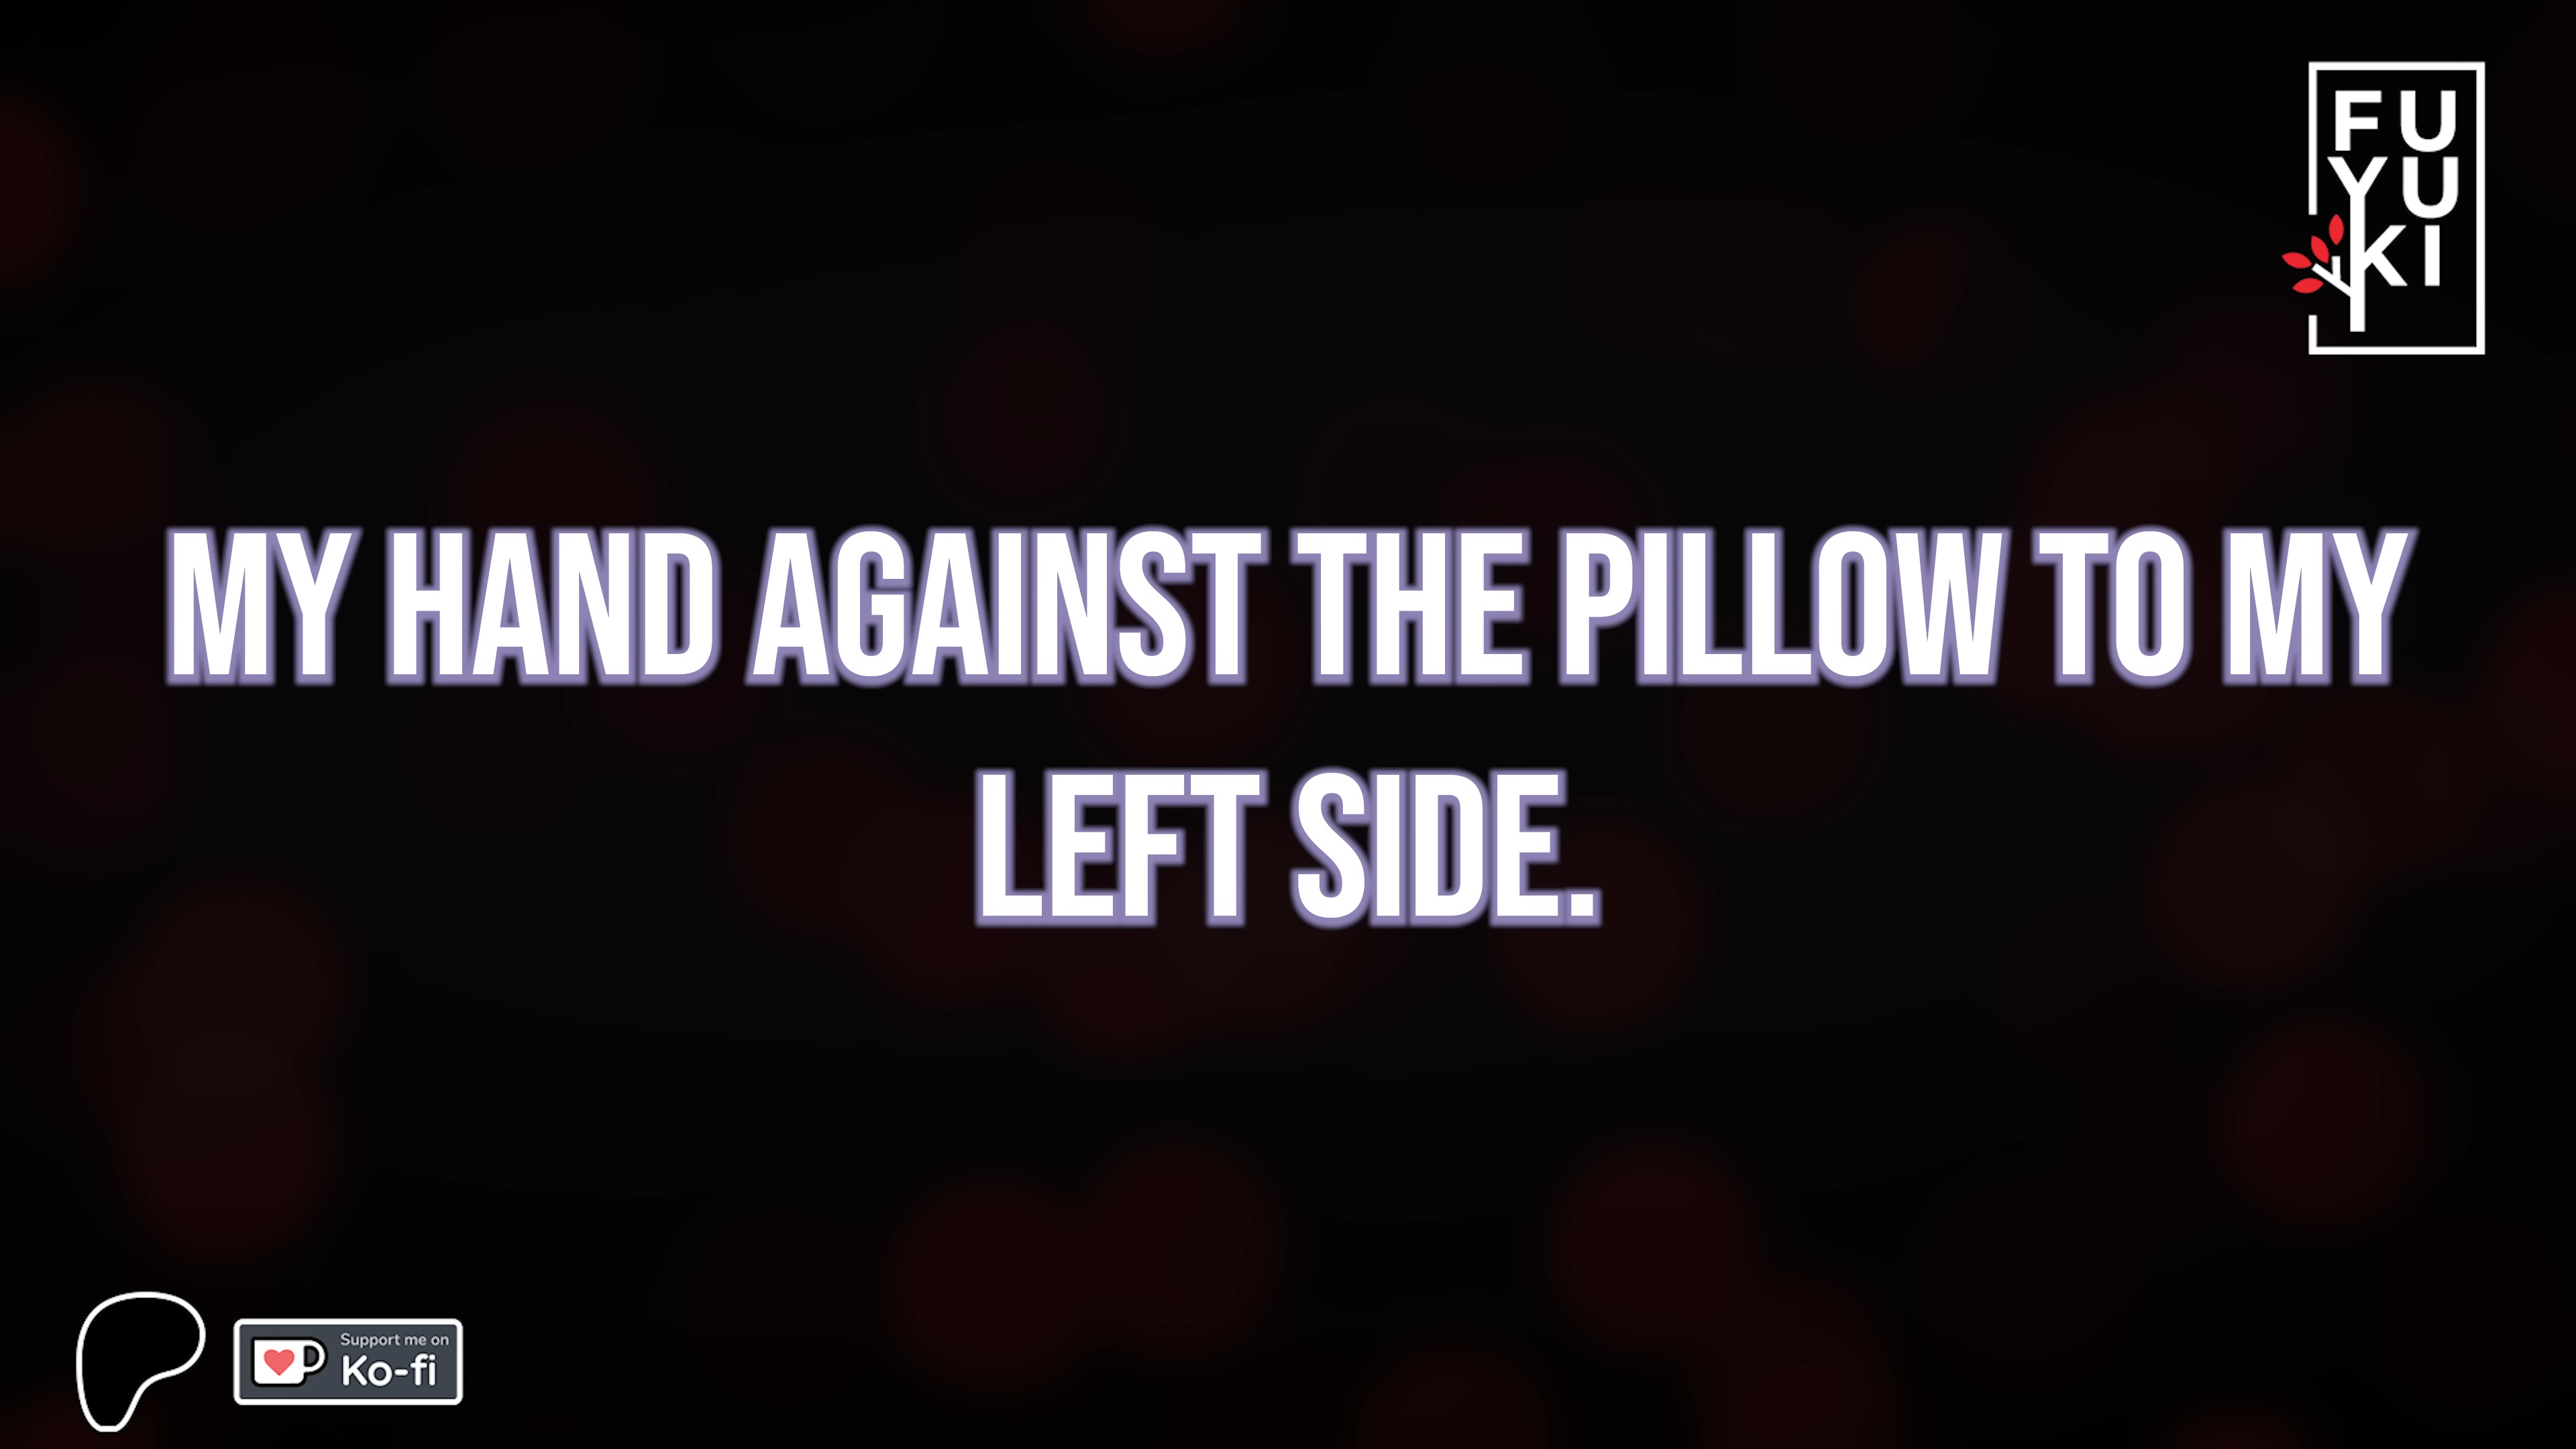 FU
YU
KI
MY HAND AGAINST THE PILLOW TO MY
LEFT SIDE.
Support me on
Ko-fi